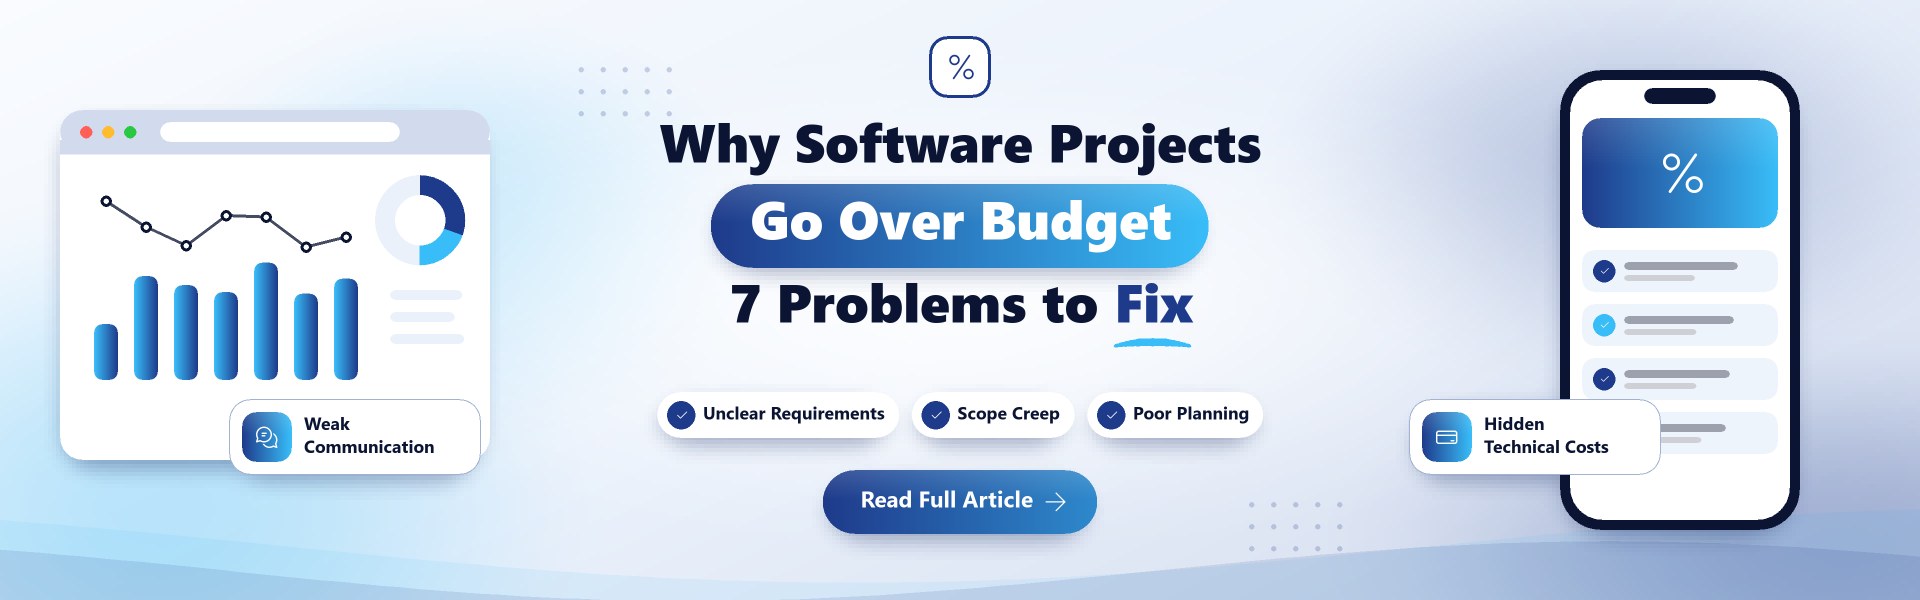 %
Why Software Projects
Go Over Budget
7 Problems to Fix
Unclear Requirements
Scope Creep
Poor Planning
Read Full Article
Weak
Communication
%
Hidden
Technical Costs